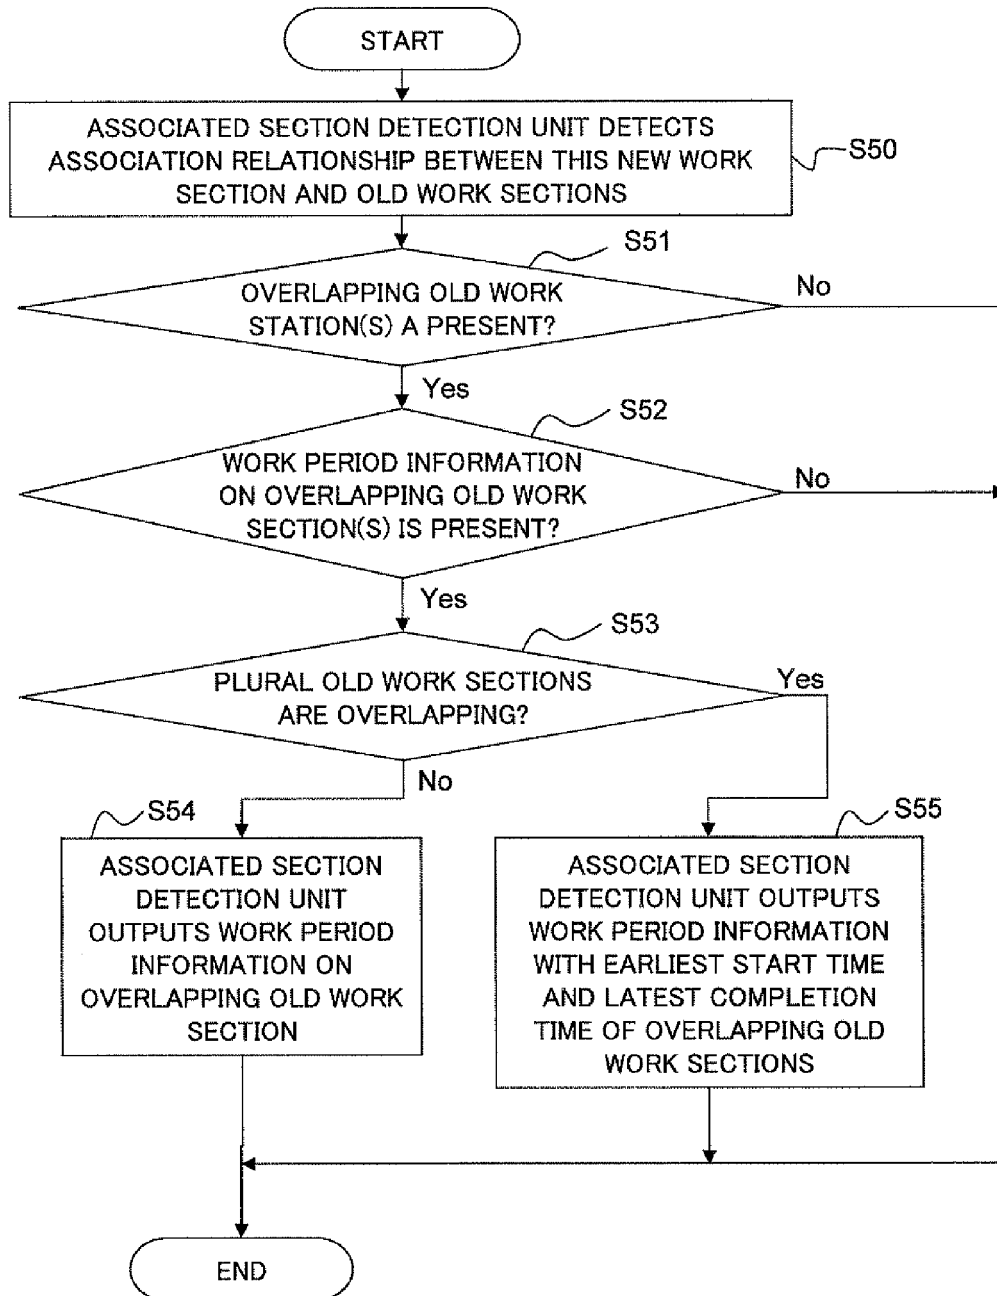 START
ASSOCIATED SECTION DETECTION UNIT DETECTS
ASSOCIATION RELATIONSHIP BETWEEN THIS NEW WORK
SECTION AND OLD WORK SECTIONS
S50
S51
OVERLAPPING OLD WORK
STATION(S) A PRESENT?
No
Yes
S52
WORK PERIOD INFORMATION
ON OVERLAPPING OLD WORK
SECTION(S) IS PRESENT?
No
Yes
S53
PLURAL OLD WORK SECTIONS
ARE OVERLAPPING?
Yes
No
S54
ASSOCIATED SECTION
DETECTION UNIT
OUTPUTS WORK PERIOD
INFORMATION ON
OVERLAPPING OLD WORK
SECTION
S55
ASSOCIATED SECTION
DETECTION UNIT OUTPUTS
WORK PERIOD INFORMATION
WITH EARLIEST START TIME
AND LATEST COMPLETION
TIME OF OVERLAPPING OLD
WORK SECTIONS
END